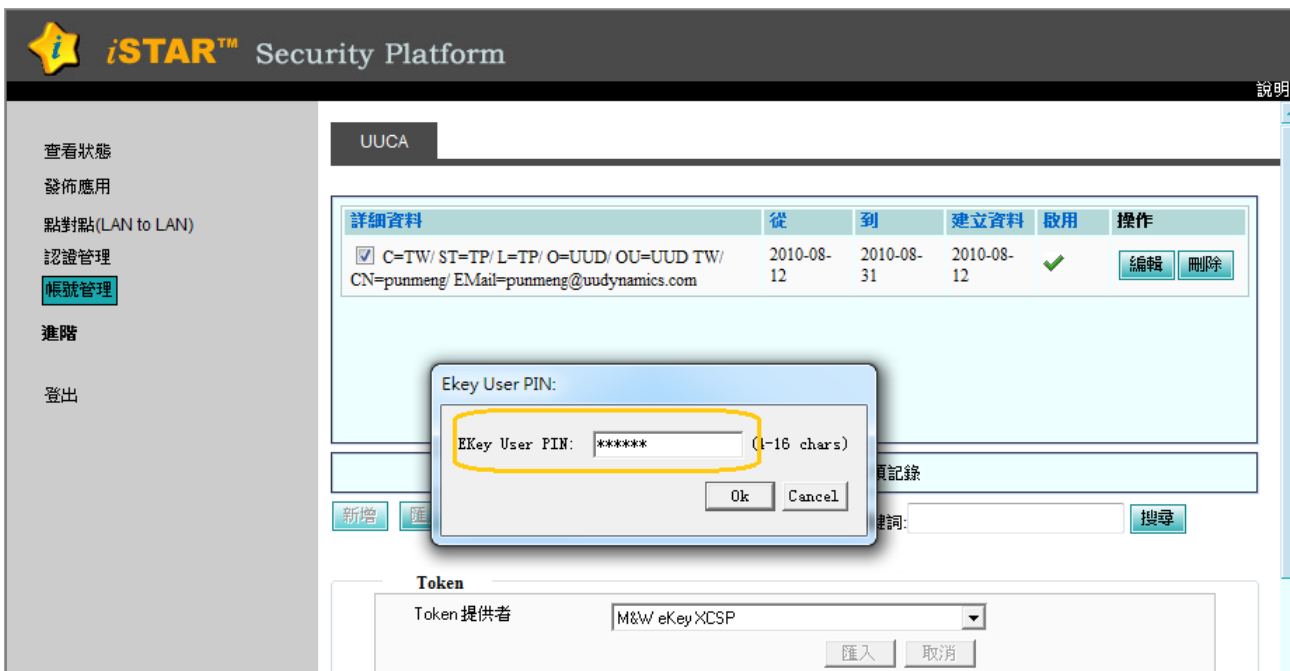 iSTAR™ Security Platform
說明
查看狀態
發佈應用
點對點(LAN to LAN)
認證管理
帳號管理
進階
登出
UUCA
詳細資料 從 到 建立資料 啟用 操作
C=TW/ ST=TP/ L=TP/ O=UUD/ OU=UUD TW/ 2010-08- 2010-08- 2010-08- 編輯 刪除
CN=punmeng/ EMail=punmeng@uudynamics.com 12 31 12
Ekey User PIN:
EKey User PIN: ****** -16 chars)
Ok Cancel
記錄
新增 詞: 搜尋
Token
Token 提供者 M&W eKey XCSP
匯入 取消